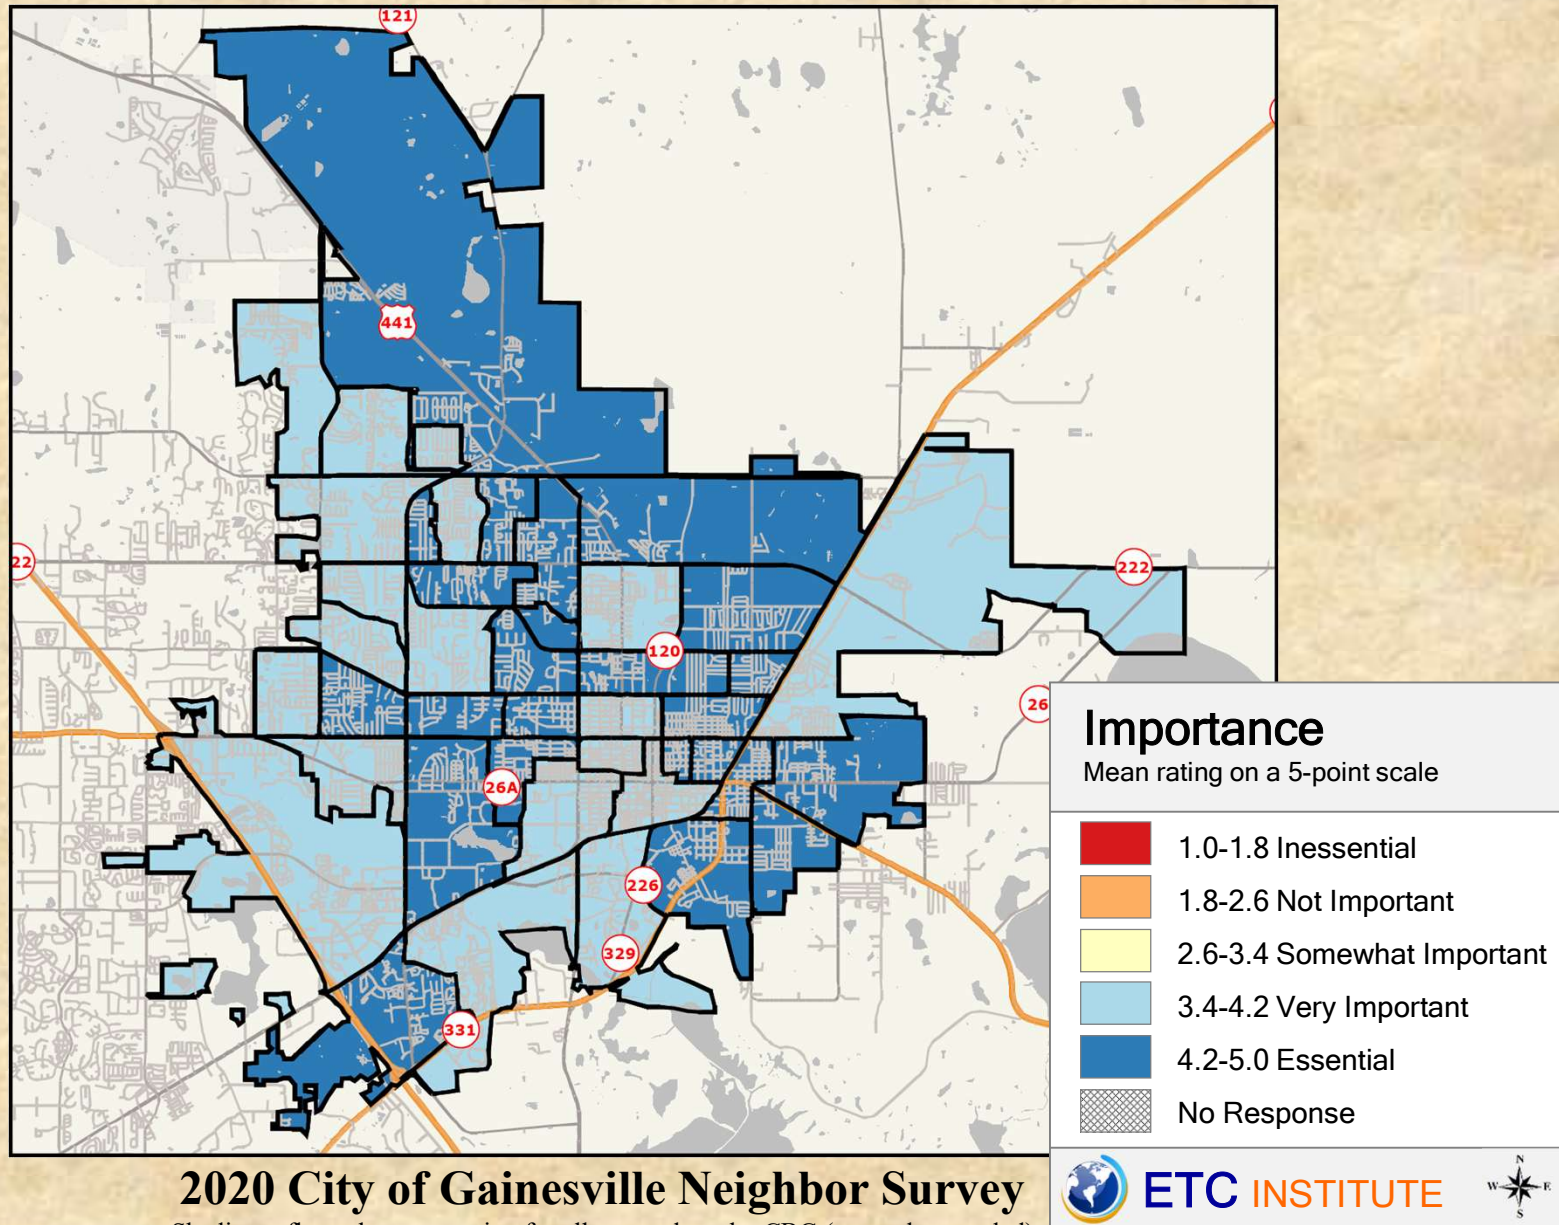 121
441
22
222
120
26
26A
226
329
331
Importance
Mean rating on a 5-point scale
1.0-1.8 Inessential
1.8-2.6 Not Important
2.6-3.4 Somewhat Important
3.4-4.2 Very Important
4.2-5.0 Essential
No Response
N
W E
S
ETC INSTITUTE
2020 City of Gainesville Neighbor Survey